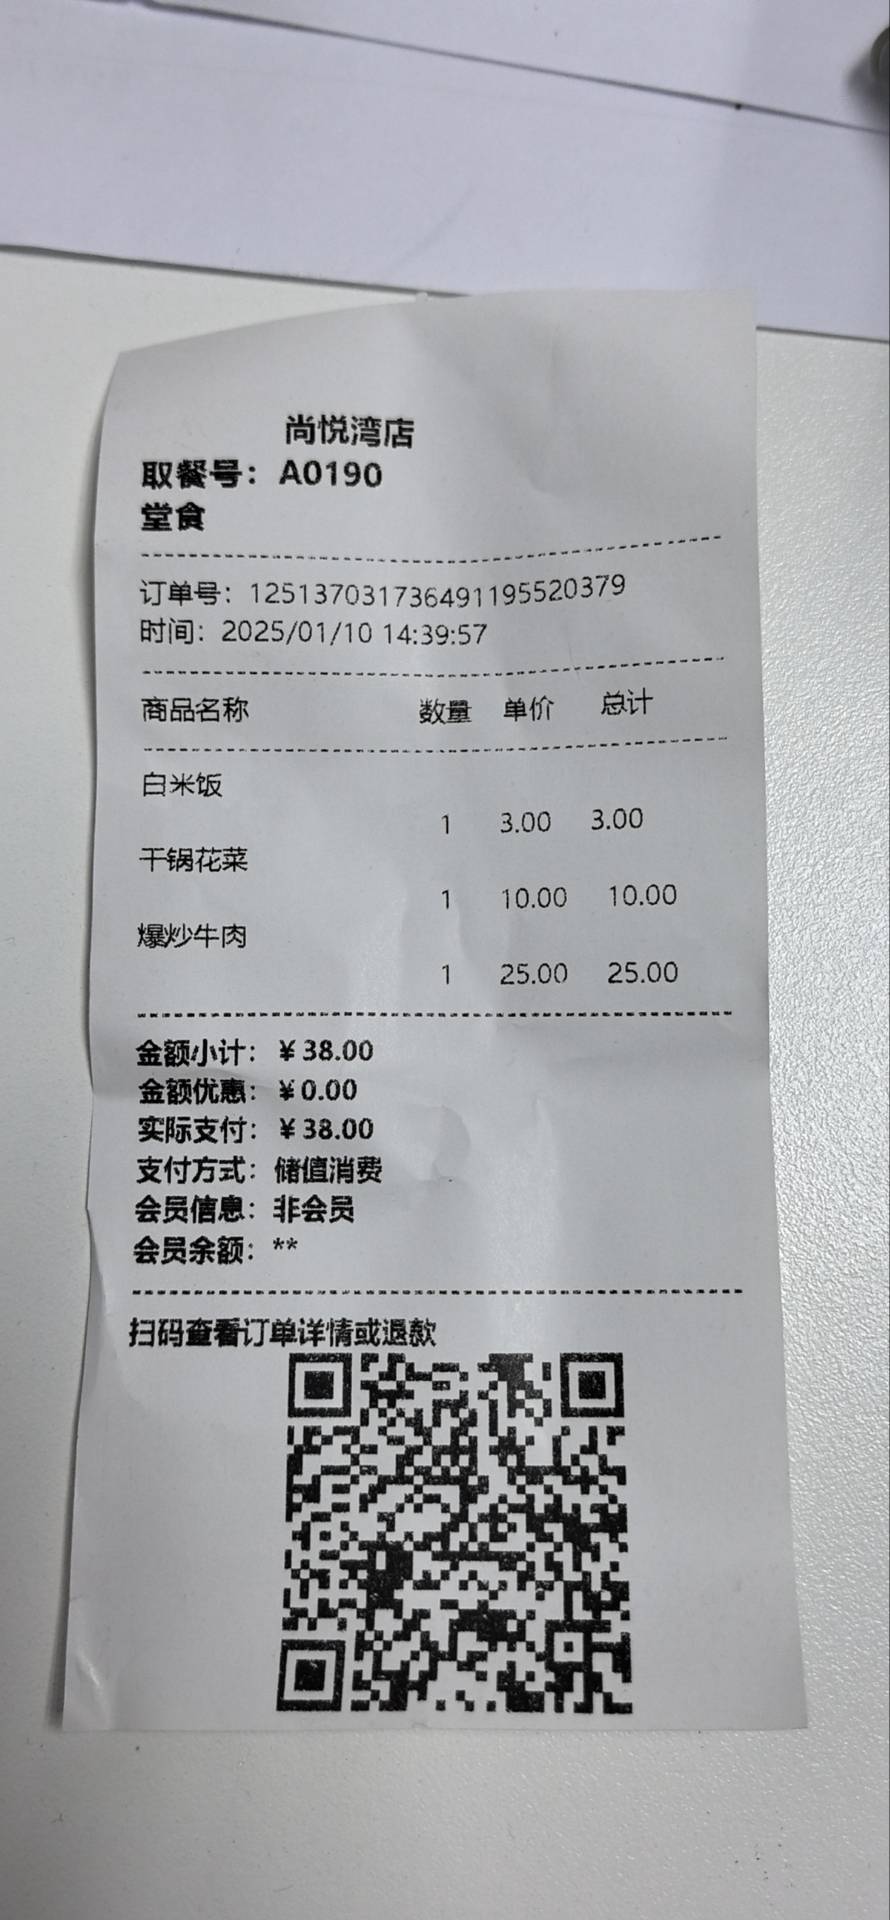 尚悦湾店
取餐号：A0190
堂食
订单号：125137031736491195520379
时间：2025/01/10 14:39:57
商品名称 数量 单价 总计
白米饭
1 3.00 3.00
干锅花菜
1 10.00 10.00
爆炒牛肉
1 25.00 25.00
金额小计：￥38.00
金额优惠：￥0.00
实际支付：￥38.00
支付方式：储值消费
会员信息：非会员
会员余额：**
扫码查看订单详情或退款